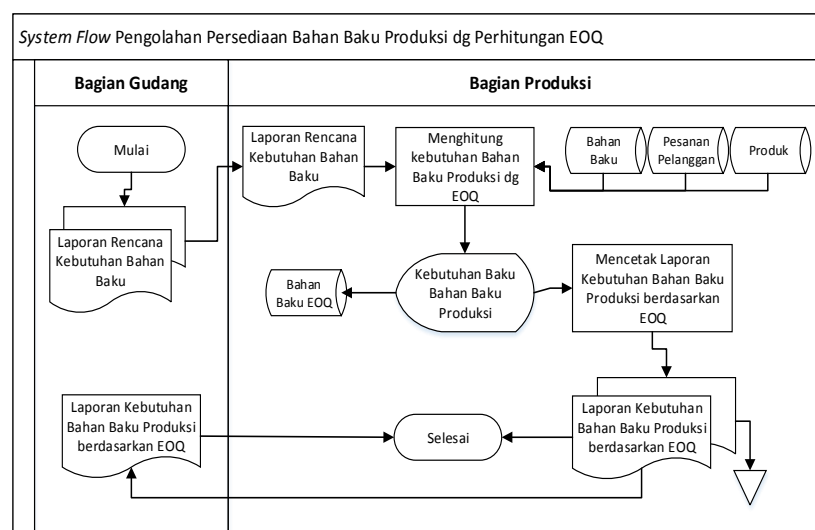 System Flow Pengolahan Persediaan Bahan Baku Produksi dg Perhitungan EOQ
Bagian Gudang
Bagian Produksi
Mulai
Laporan Rencana
Kebutuhan Bahan
Baku
Laporan Rencana
Kebutuhan Bahan
Baku
Menghitung
kebutuhan Bahan
Baku Produksi dg
EOQ
Bahan
Baku
Pesanan
Pelanggan
Produk
Bahan
Baku EOQ
Kebutuhan Baku
Bahan Baku
Produksi
Mencetak Laporan
Kebutuhan Bahan Baku
Produksi berdasarkan
EOQ
Laporan Kebutuhan
Bahan Baku Produksi
berdasarkan EOQ
Selesai
Laporan Kebutuhan
Bahan Baku Produksi
berdasarkan EOQ